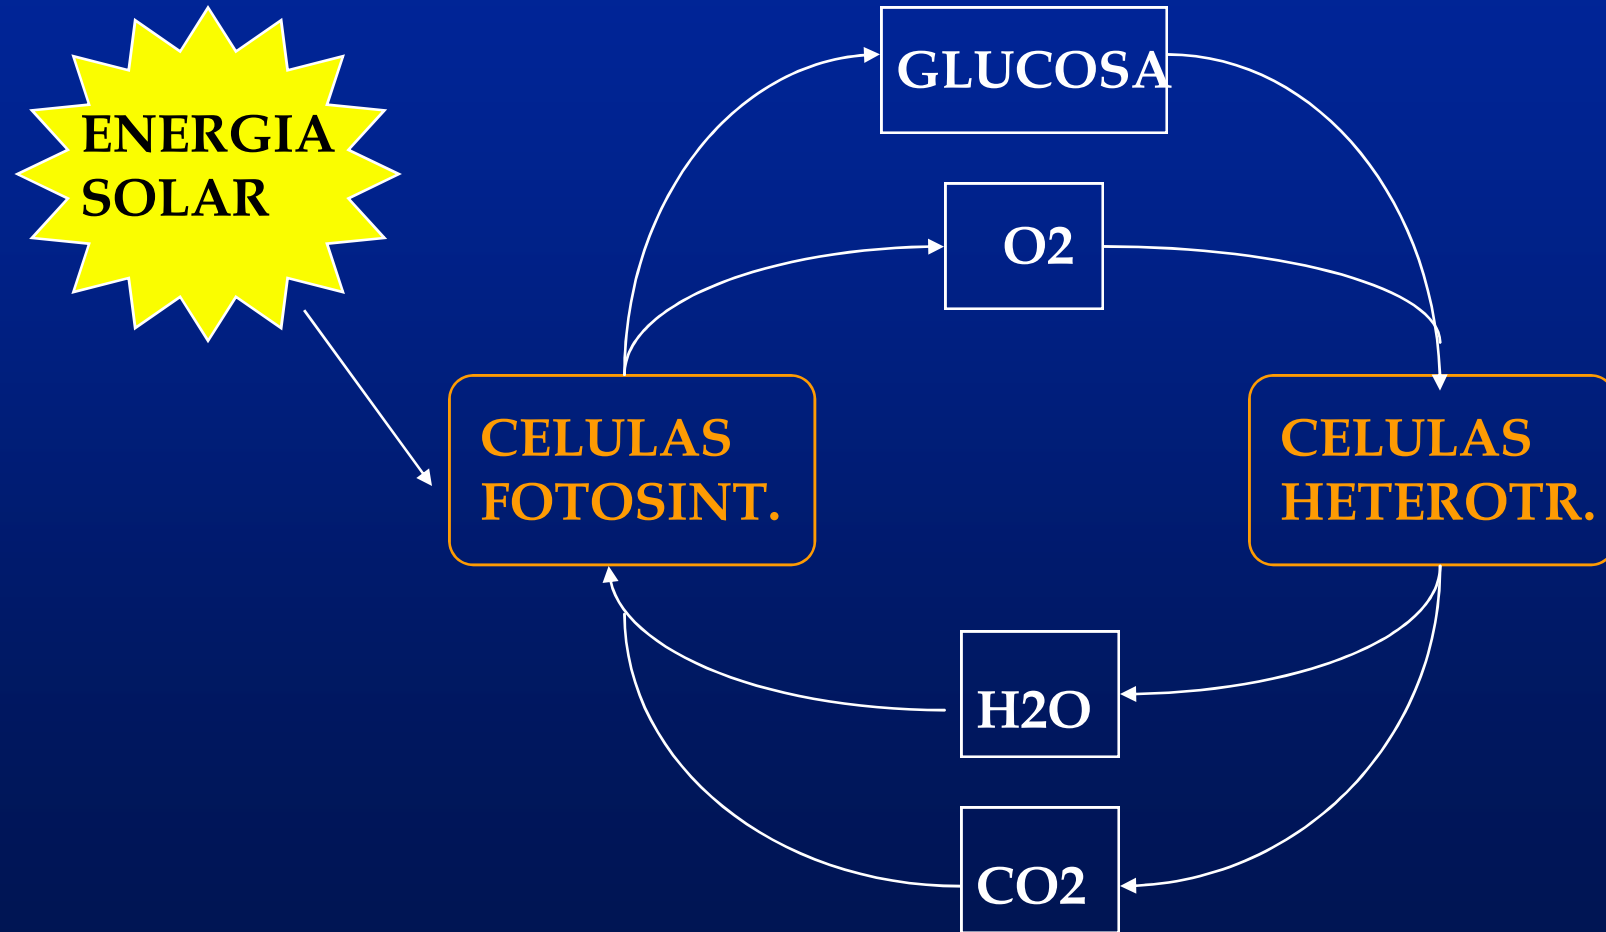 ENERGIA
SOLAR
GLUCOSA
O2
CELULAS
FOTOSINT.
CELULAS
HETEROTR.
H2O
CO2